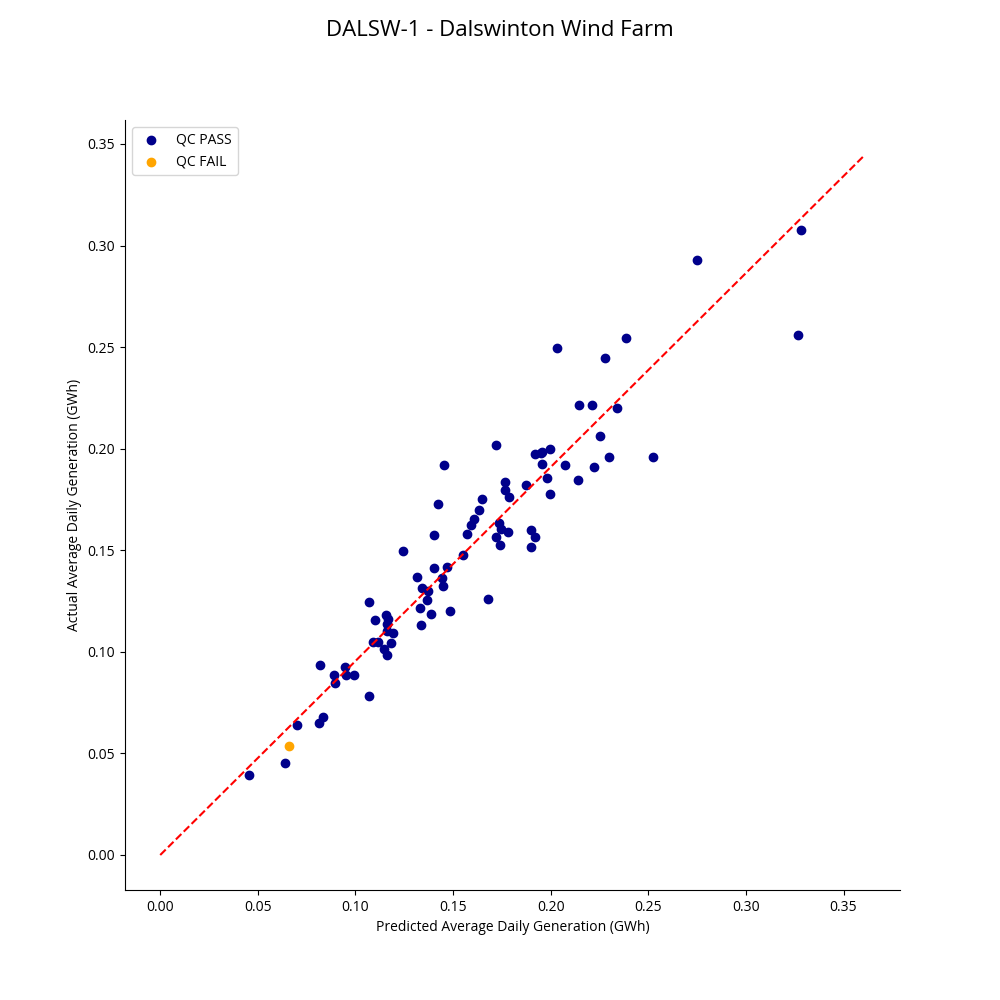 DALSW-1 - Dalswinton Wind Farm
QC PASS
QC FAIL
0.35
0.30
0.25
0.20
0.15
0.10
0.05
0.00
Actual Average Daily Generation (GWh)
0.00 0.05 0.10 0.15 0.20 0.25 0.30 0.35
Predicted Average Daily Generation (GWh)